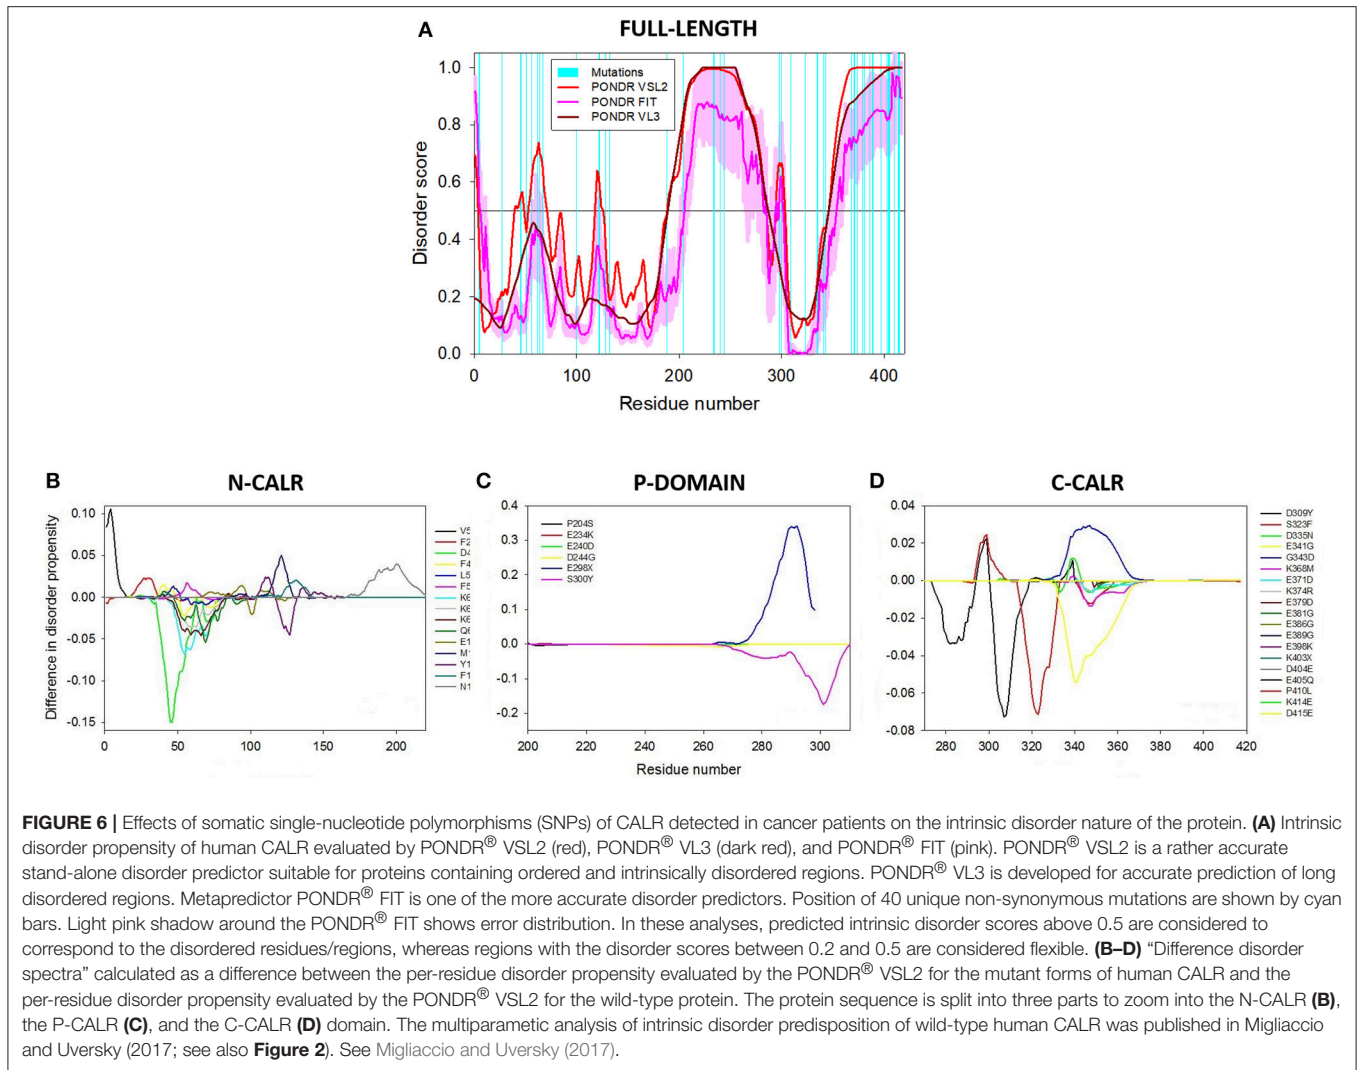 A
FULL-LENGTH
1.0
0.8
0.6
0.4
0.2
0.0
Disorder score
Mutations
PONDR VSL2
PONDR FIT
PONDR VL3
0 100 200 300 400
Residue number
B
N-CALR
0.10
0.05
0.00
-0.05
-0.10
-0.15
Difference in disorder propensity
0 50 100 150 200
V5
F2
D4
F4
L5
F5
K6
K6
K6
Q6
E1
M1
Y1
F1
N1
C
P-DOMAIN
0.4
0.3
0.2
0.1
0.0
-0.1
-0.2
P204S
E234K
E240D
D244G
E298X
S300Y
200 220 240 260 280 300
Residue number
D
C-CALR
0.04
0.02
0.00
-0.02
-0.04
-0.06
-0.08
280 300 320 340 360 380 400 420
D309Y
S323F
D335N
E341G
G343D
K368M
E371D
K374R
E379D
E381G
E386G
E389G
E398K
K403X
D404E
E405Q
P410L
K414E
D415E
FIGURE 6 | Effects of somatic single-nucleotide polymorphisms (SNPs) of CALR detected in cancer patients on the intrinsic disorder nature of the protein. (A) Intrinsic
disorder propensity of human CALR evaluated by PONDR® VSL2 (red), PONDR® VL3 (dark red), and PONDR® FIT (pink). PONDR® VSL2 is a rather accurate
stand-alone disorder predictor suitable for proteins containing ordered and intrinsically disordered regions. PONDR® VL3 is developed for accurate prediction of long
disordered regions. Metapredictor PONDR® FIT is one of the more accurate disorder predictors. Position of 40 unique non-synonymous mutations are shown by cyan
bars. Light pink shadow around the PONDR® FIT shows error distribution. In these analyses, predicted intrinsic disorder scores above 0.5 are considered to
correspond to the disordered residues/regions, whereas regions with the disorder scores between 0.2 and 0.5 are considered flexible. (B–D) “Difference disorder
spectra” calculated as a difference between the per-residue disorder propensity evaluated by the PONDR® VSL2 for the mutant forms of human CALR and the
per-residue disorder propensity evaluated by the PONDR® VSL2 for the wild-type protein. The protein sequence is split into three parts to zoom into the N-CALR (B),
the P-CALR (C), and the C-CALR (D) domain. The multiparametic analysis of intrinsic disorder predisposition of wild-type human CALR was published in Migliaccio
and Uversky (2017; see also Figure 2). See Migliaccio and Uversky (2017).